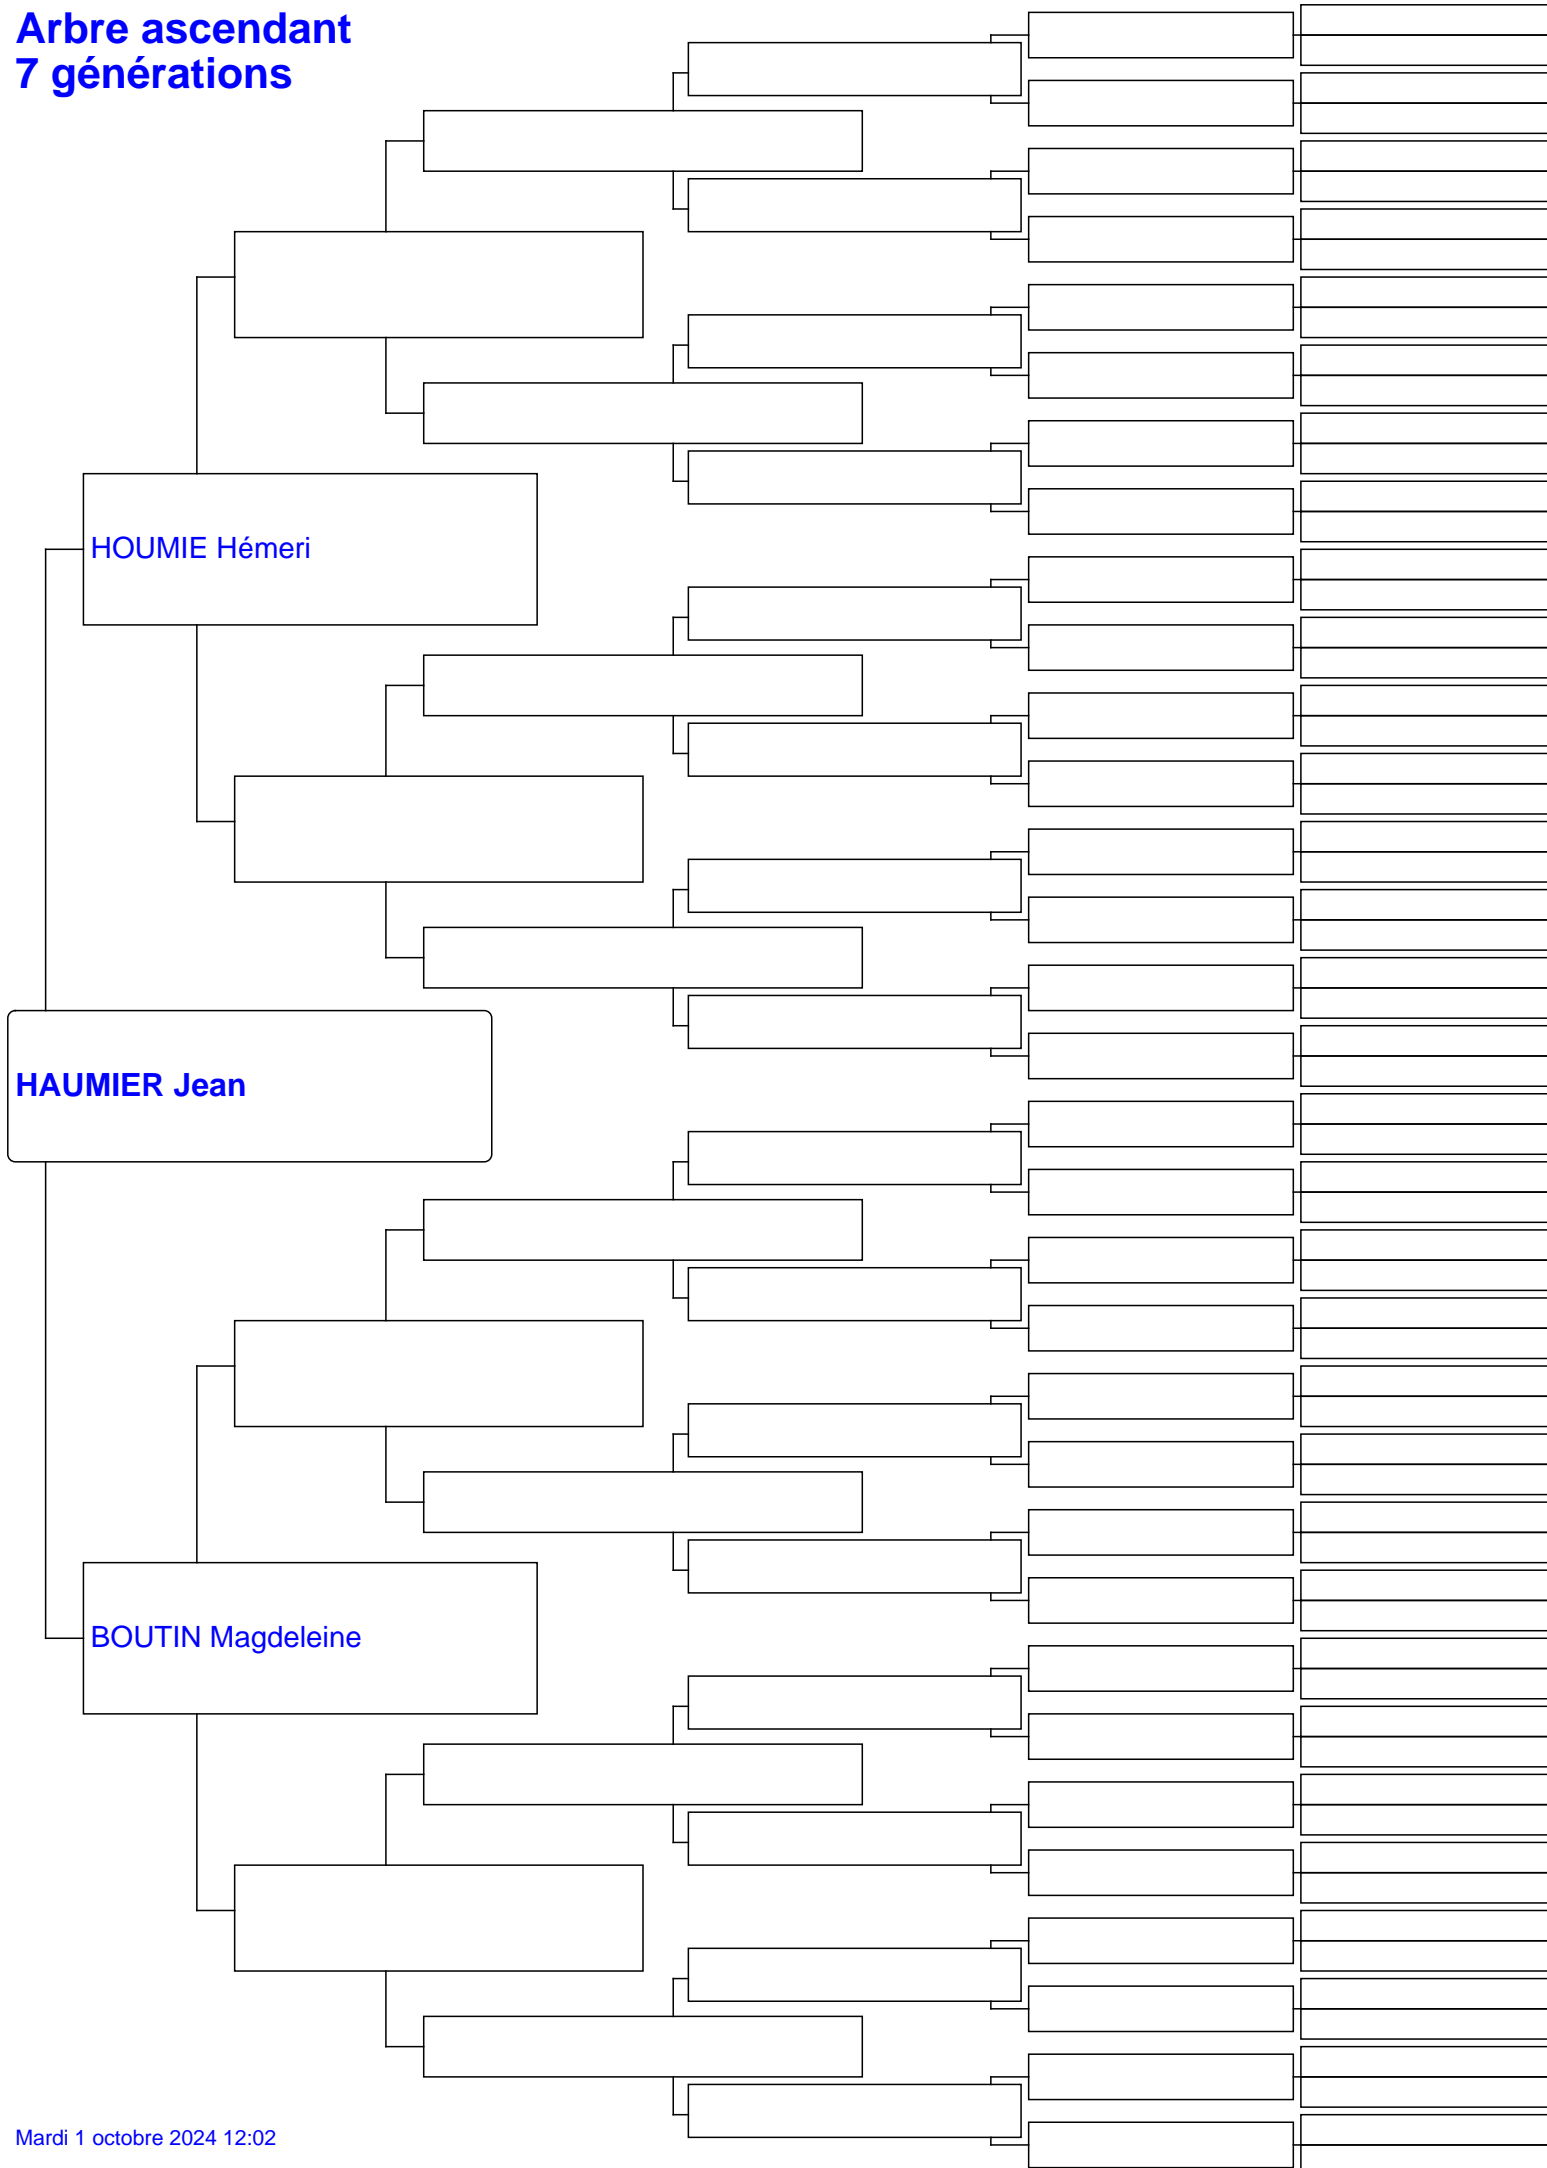 Arbre ascendant
7 générations
HOUMIE Hémeri
HAUMIER Jean
BOUTIN Magdeleine
Mardi 1 octobre 2024 12:02